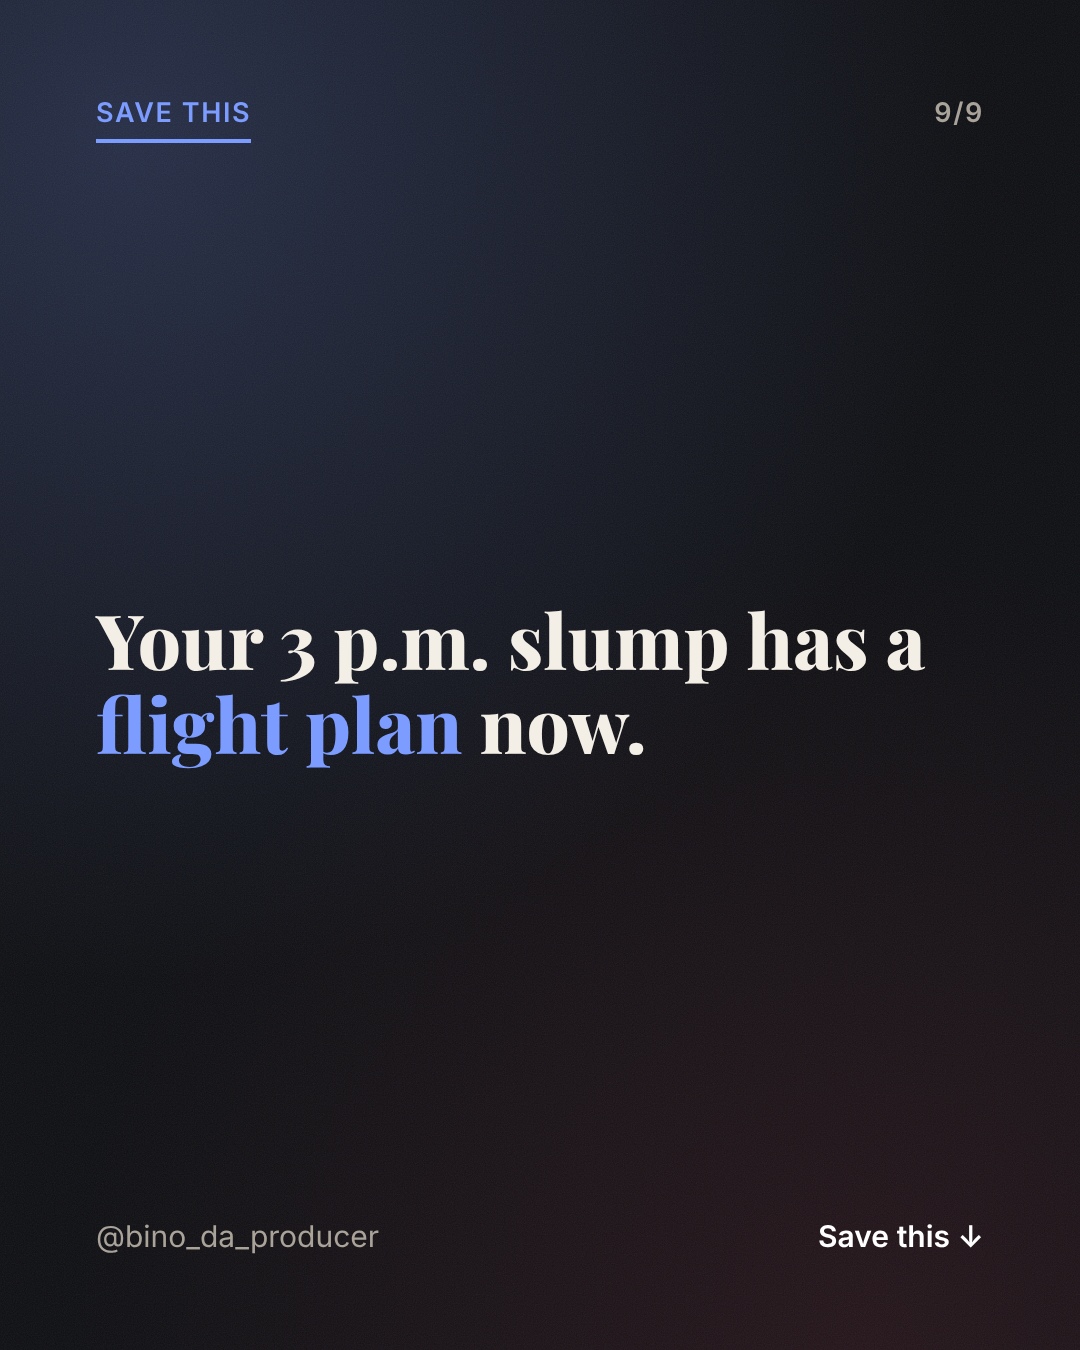 SAVE THIS
9/9
Your 3 p.m. slump has a
flight plan now.
@bino_da_producer
Save this ↓